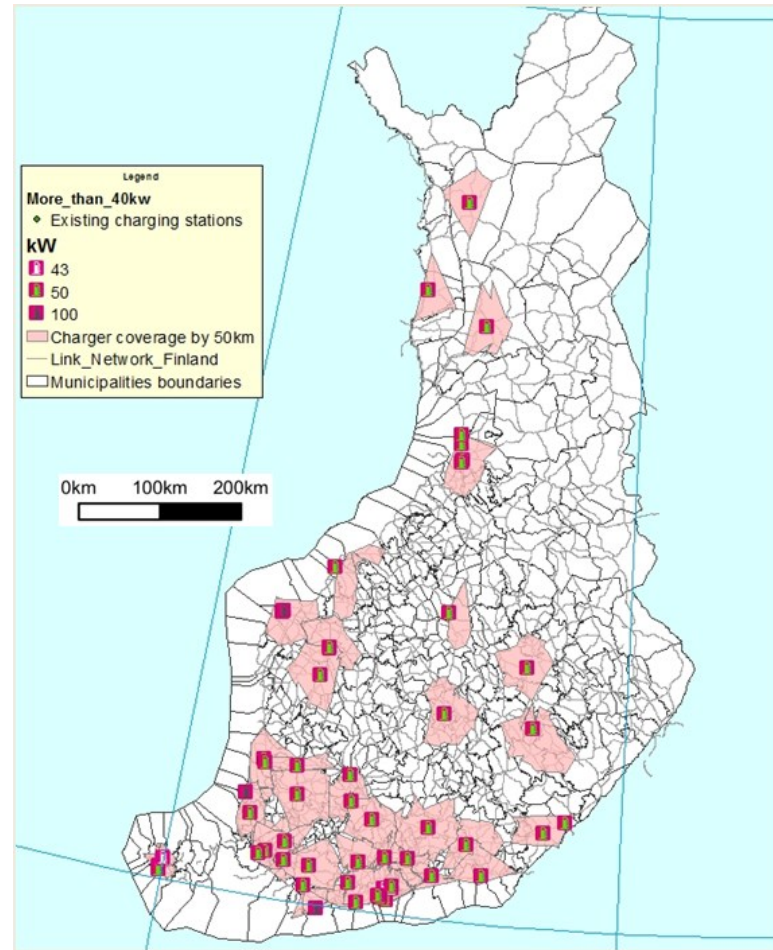 Legend
More_than_40kw
Existing charging stations
kW
43
50
100
Charger coverage by 50km
Link_Network_Finland
Municipalities boundaries
0km 100km 200km